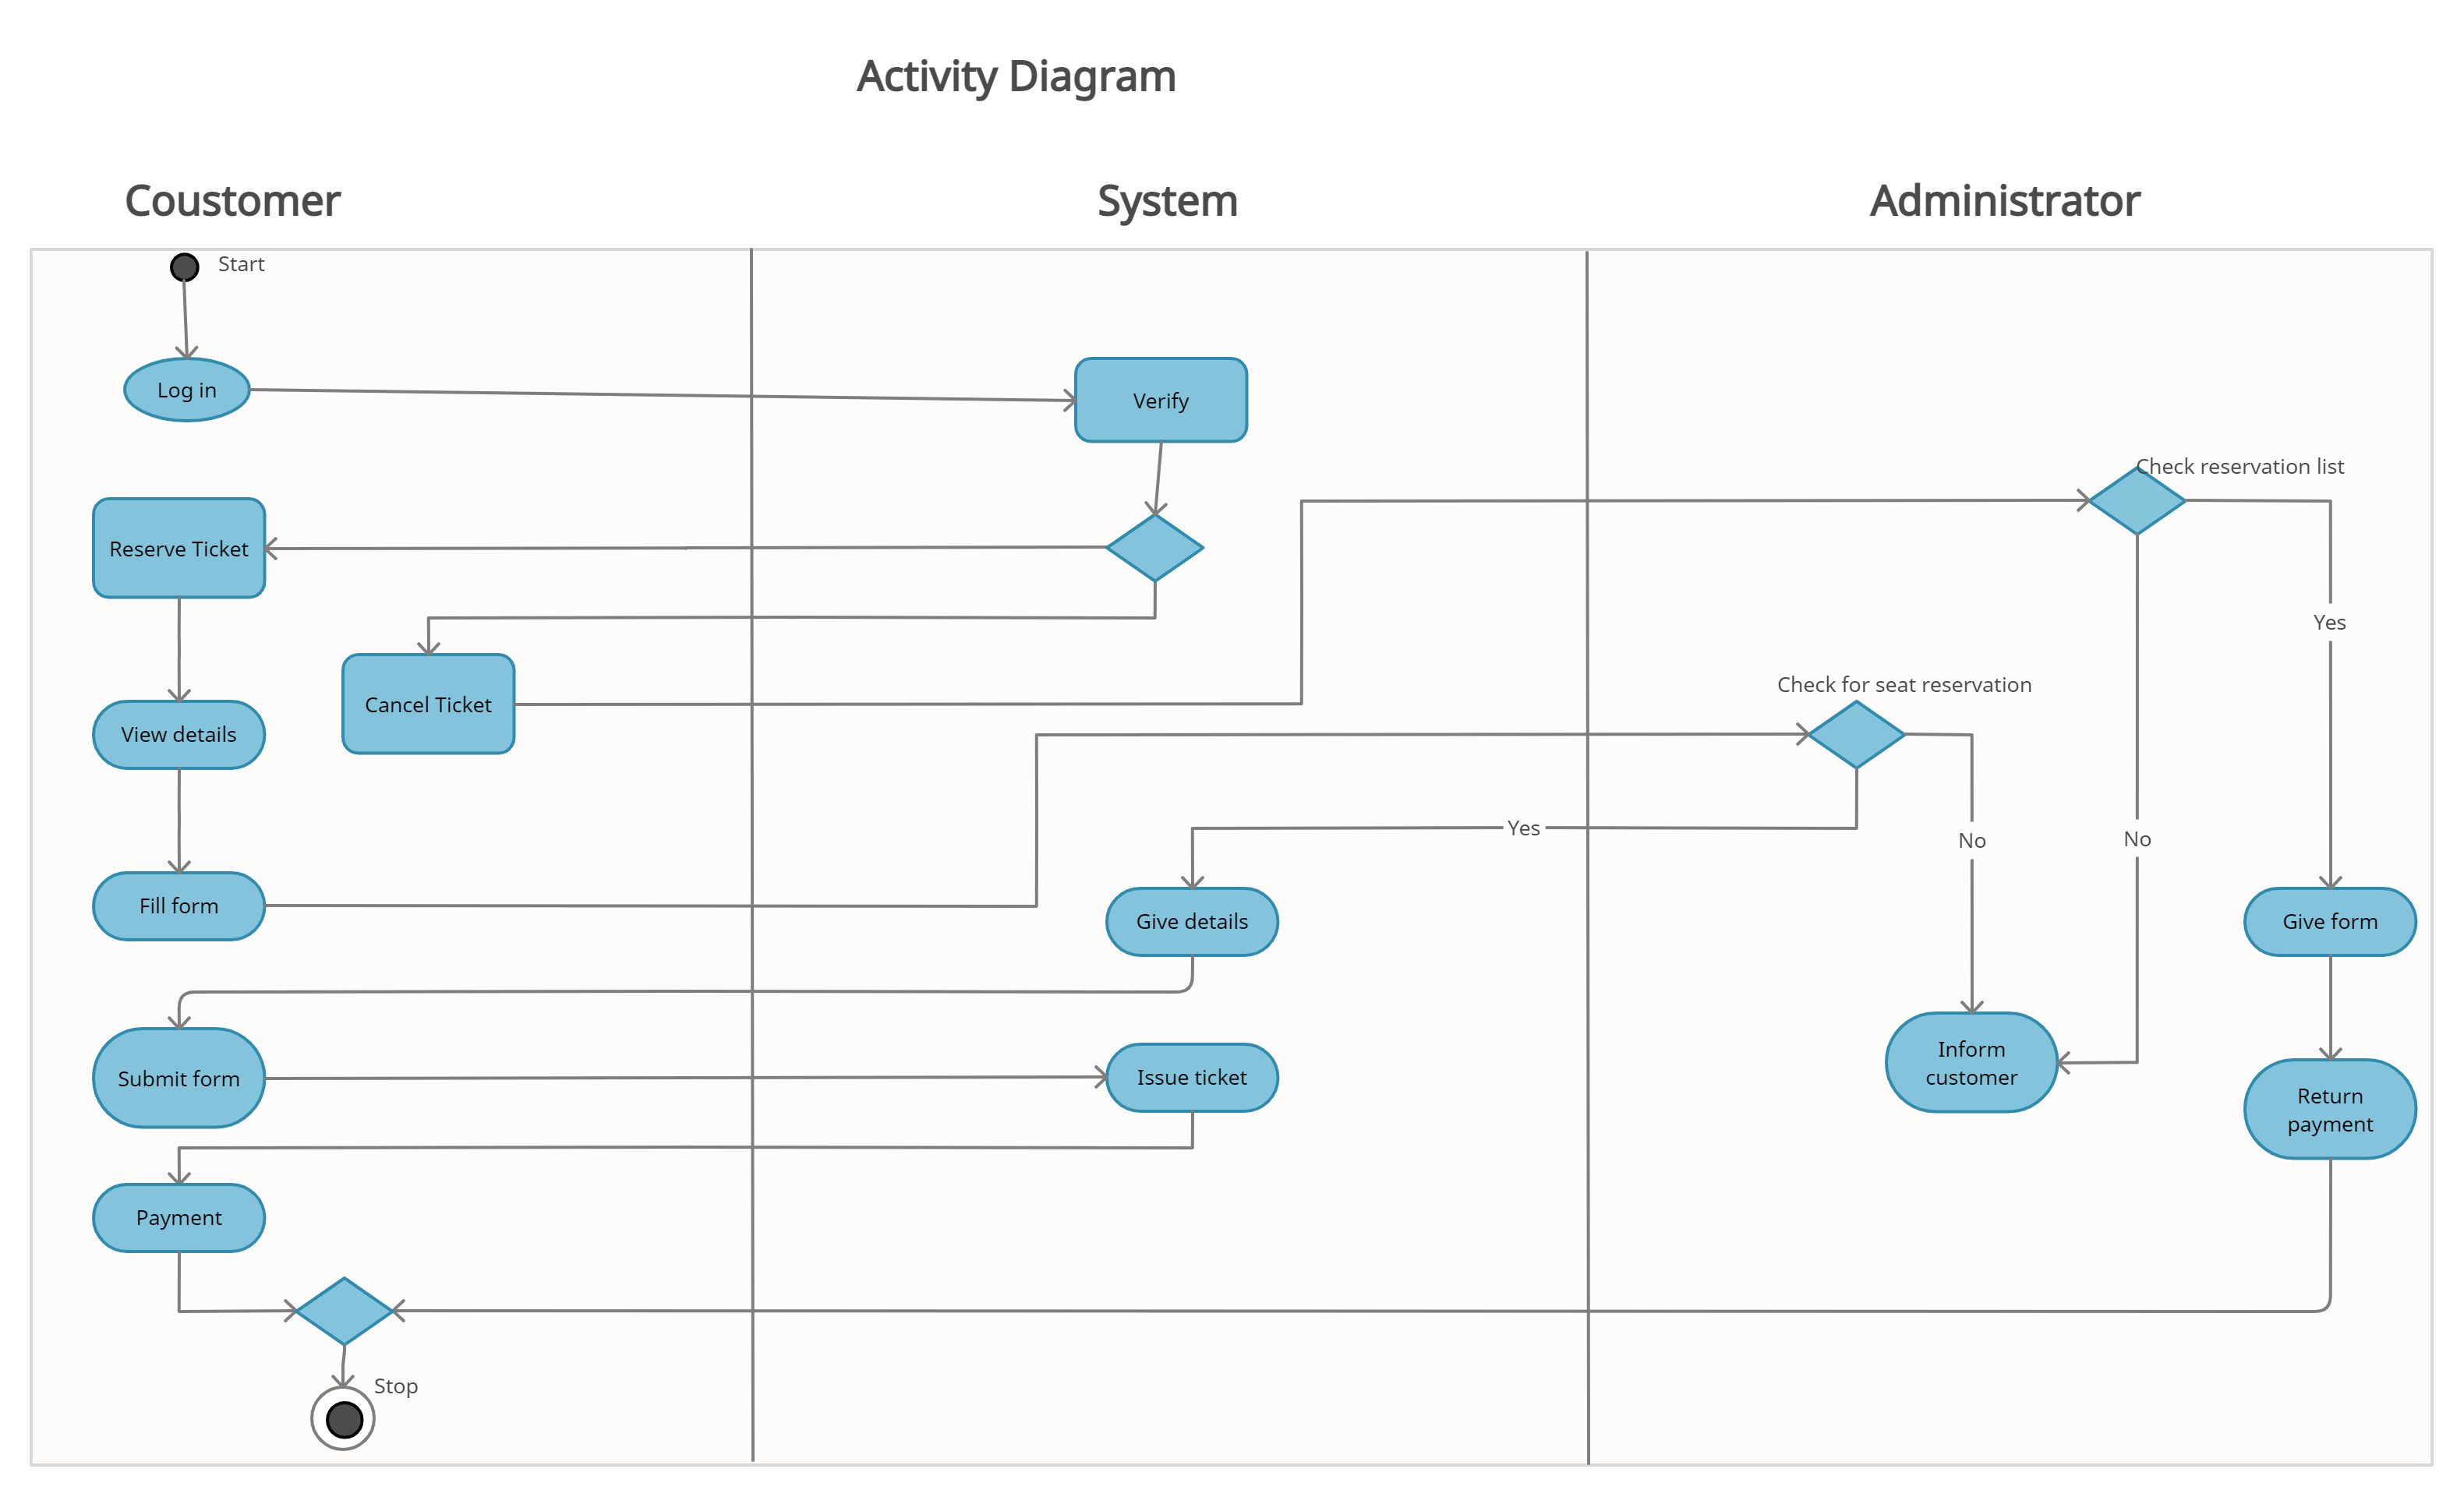 Activity Diagram
Coustomer
System
Administrator
Start
Log in
Verify
Check reservation list
Reserve Ticket
Yes
Check for seat reservation
Cancel Ticket
View details
Yes
No
No
Fill form
Give details
Give form
Inform
customer
Submit form
Issue ticket
Return
payment
Payment
Stop